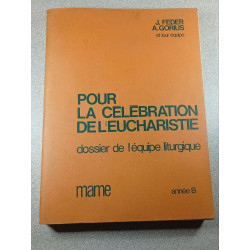 J. FEDER
A. GORIUS
et leur équipe
POUR
LA CÉLÉBRATION
DE L'EUCHARISTIE
dossier de l'équipe liturgique
mame
année B